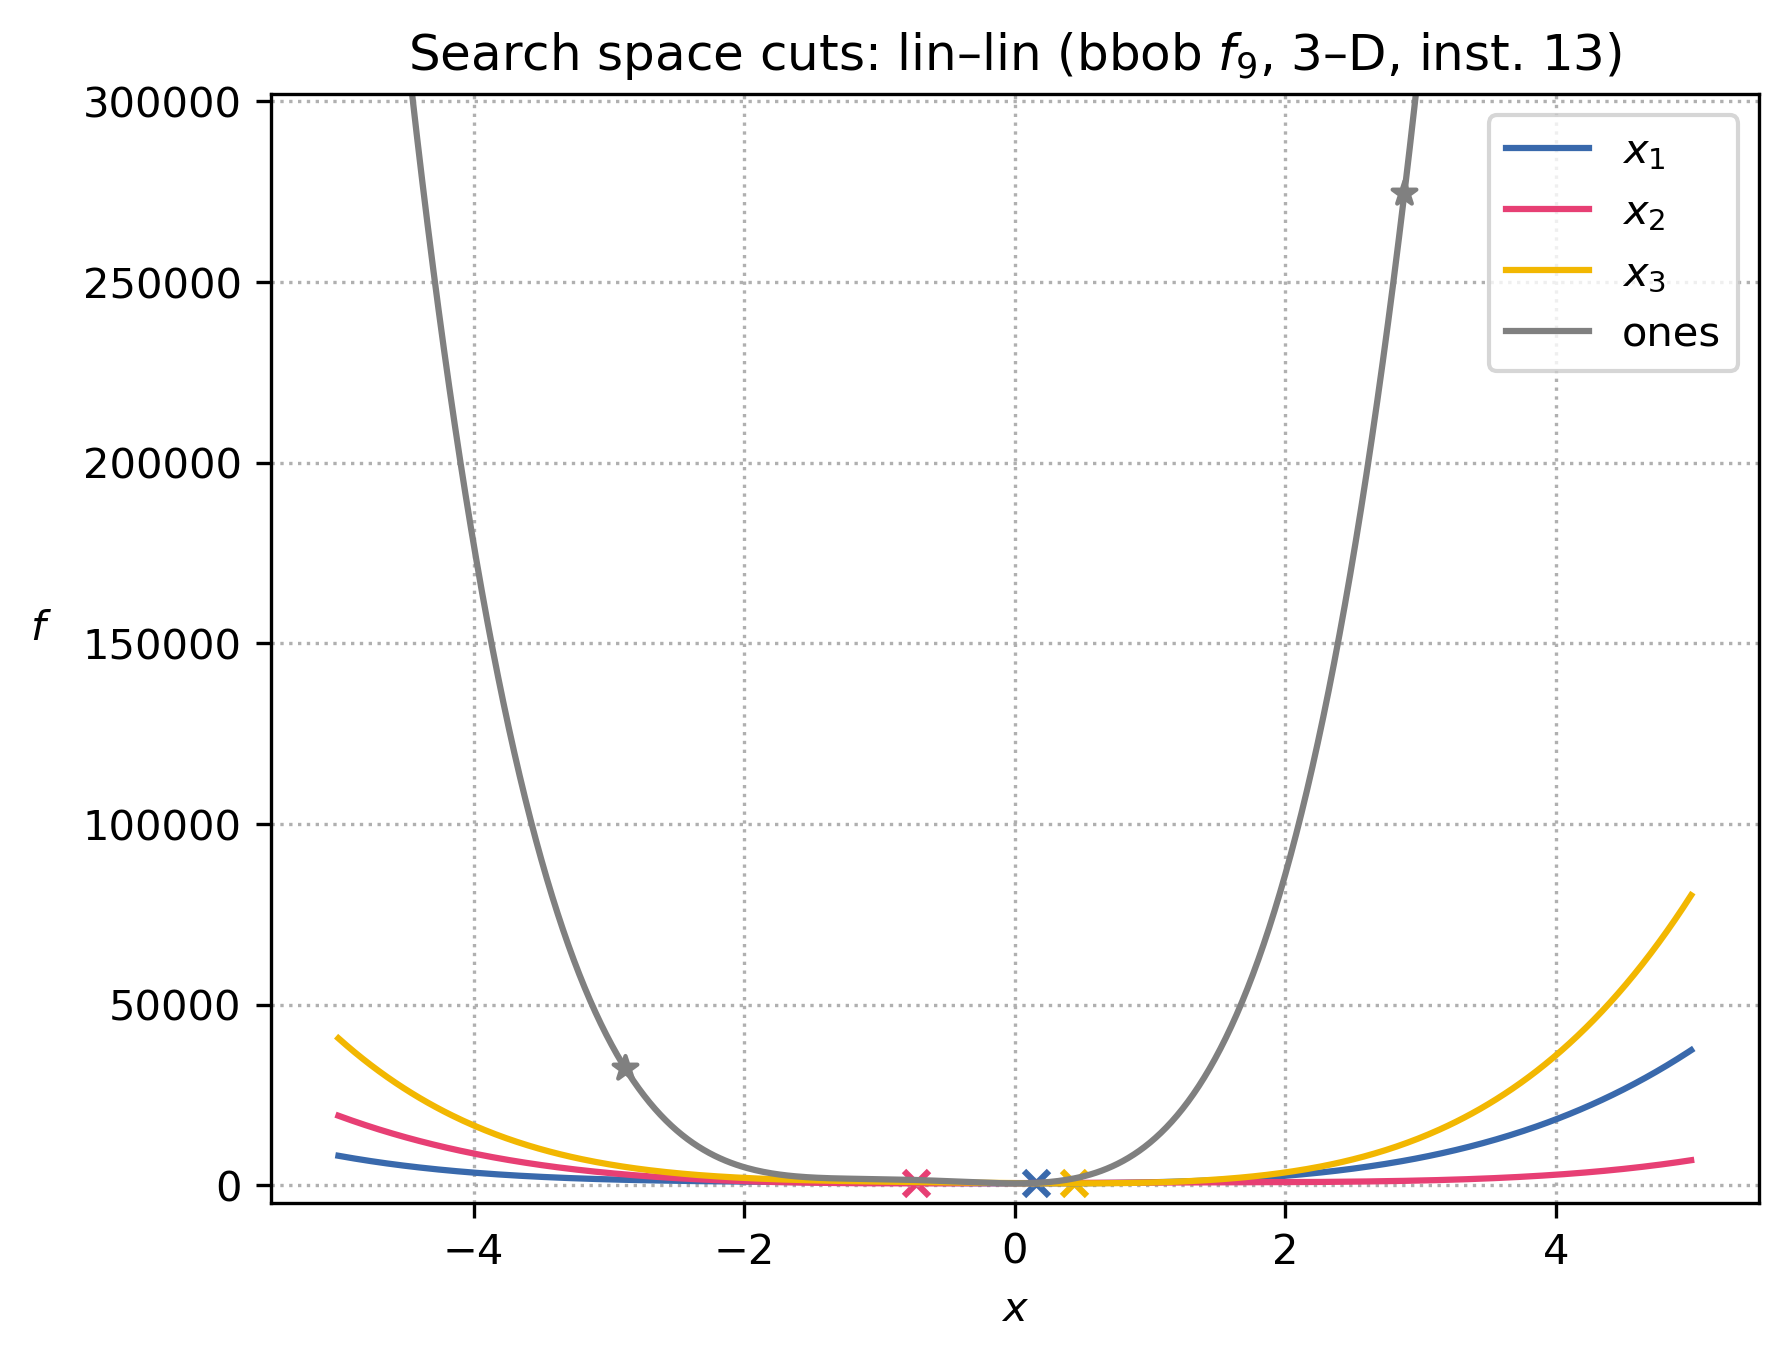 Search space cuts: lin–lin (bbob f₉, 3–D, inst. 13)
300000
250000
200000
150000
100000
50000
0
f
−4
−2
0
2
4
x
x₁
x₂
x₃
ones